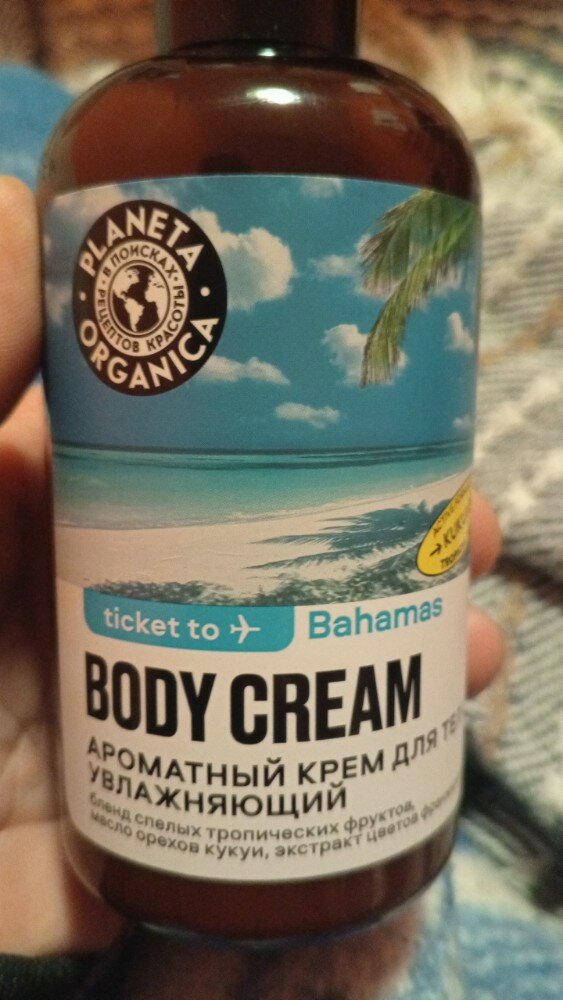 PLANETA
В ПОИСКАХ
РЕЦЕПТОВ КРАСОТЫ
ORGANICA
ticket to
Bahamas
BODY CREAM
АРОМАТНЫЙ КРЕМ ДЛЯ
УВЛАЖНЯЮЩИЙ
бленд спелых тропических фруктов,
масло орехов кукуи, экстракт цветов